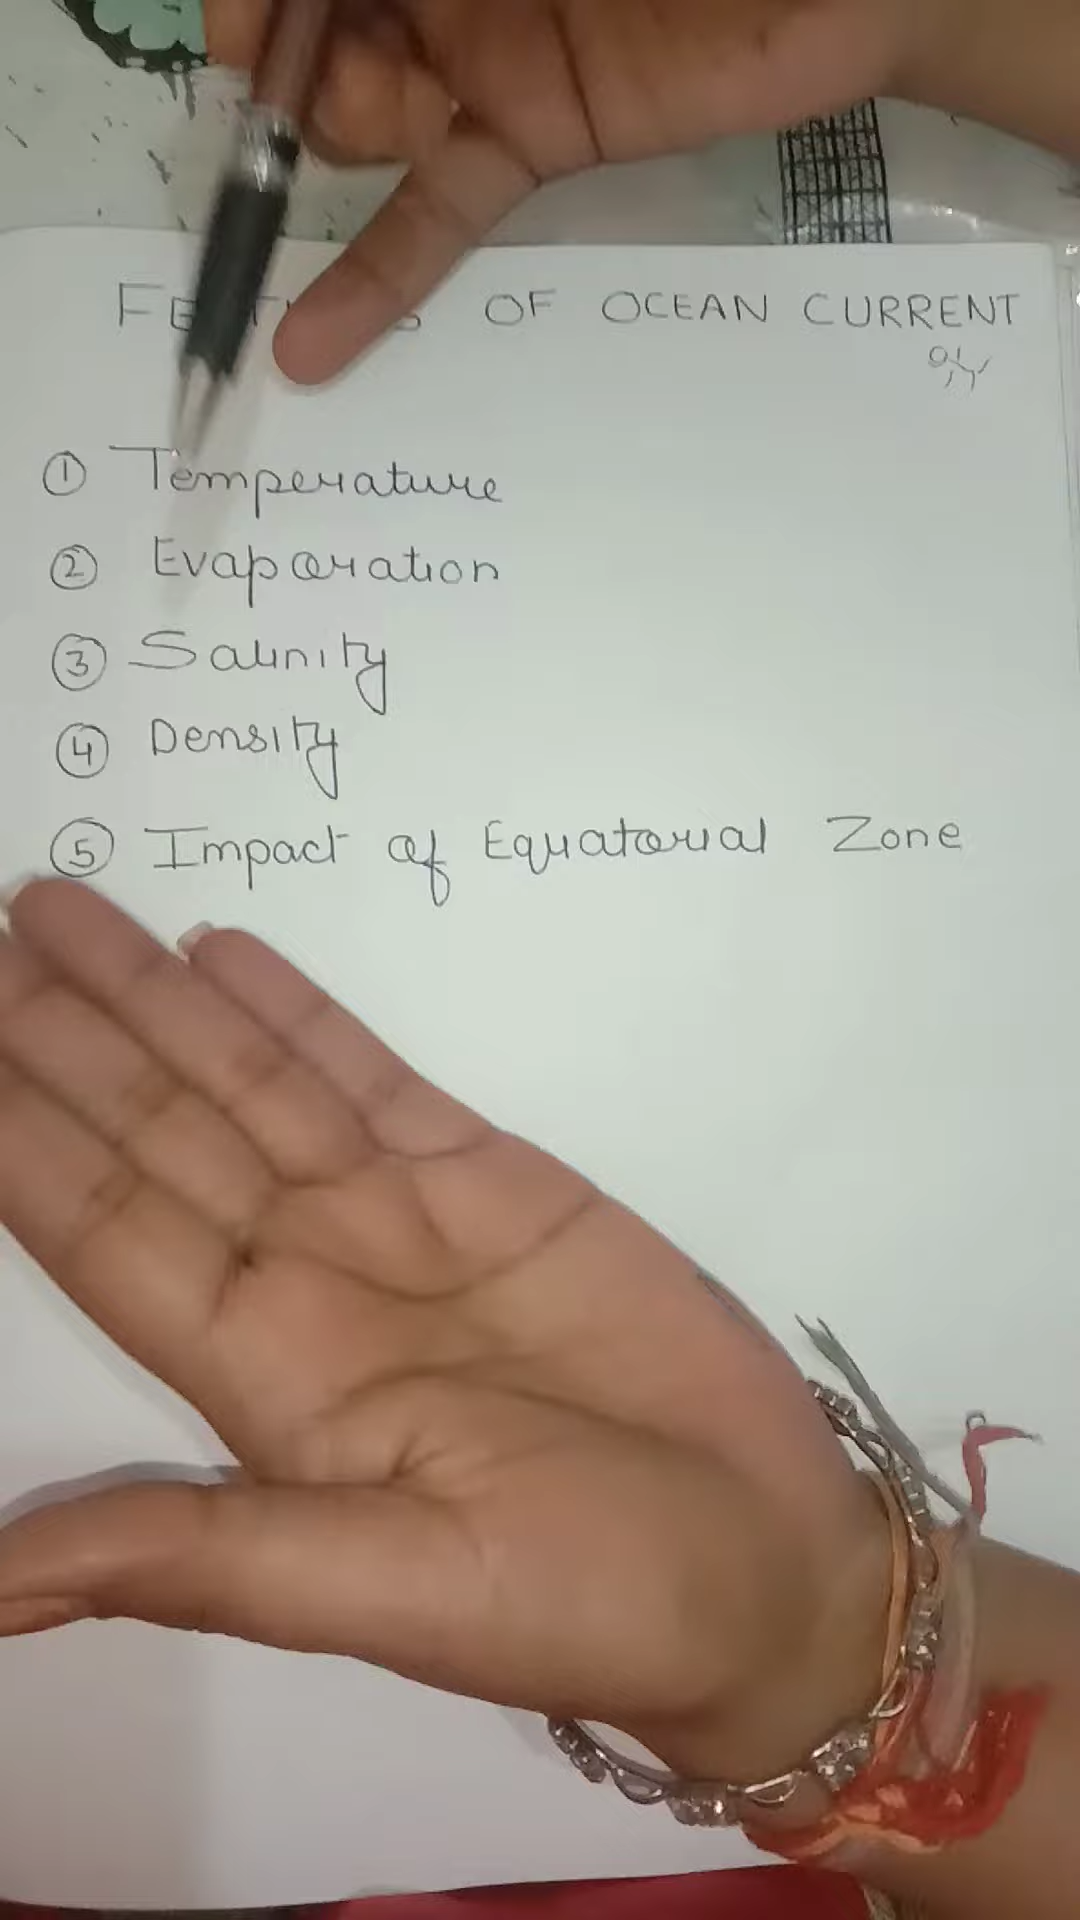 OF OCEAN CURRENT
① Temperature
② Evaporation
③ Salinity
④ Density
⑤ Impact of Equatorial Zone